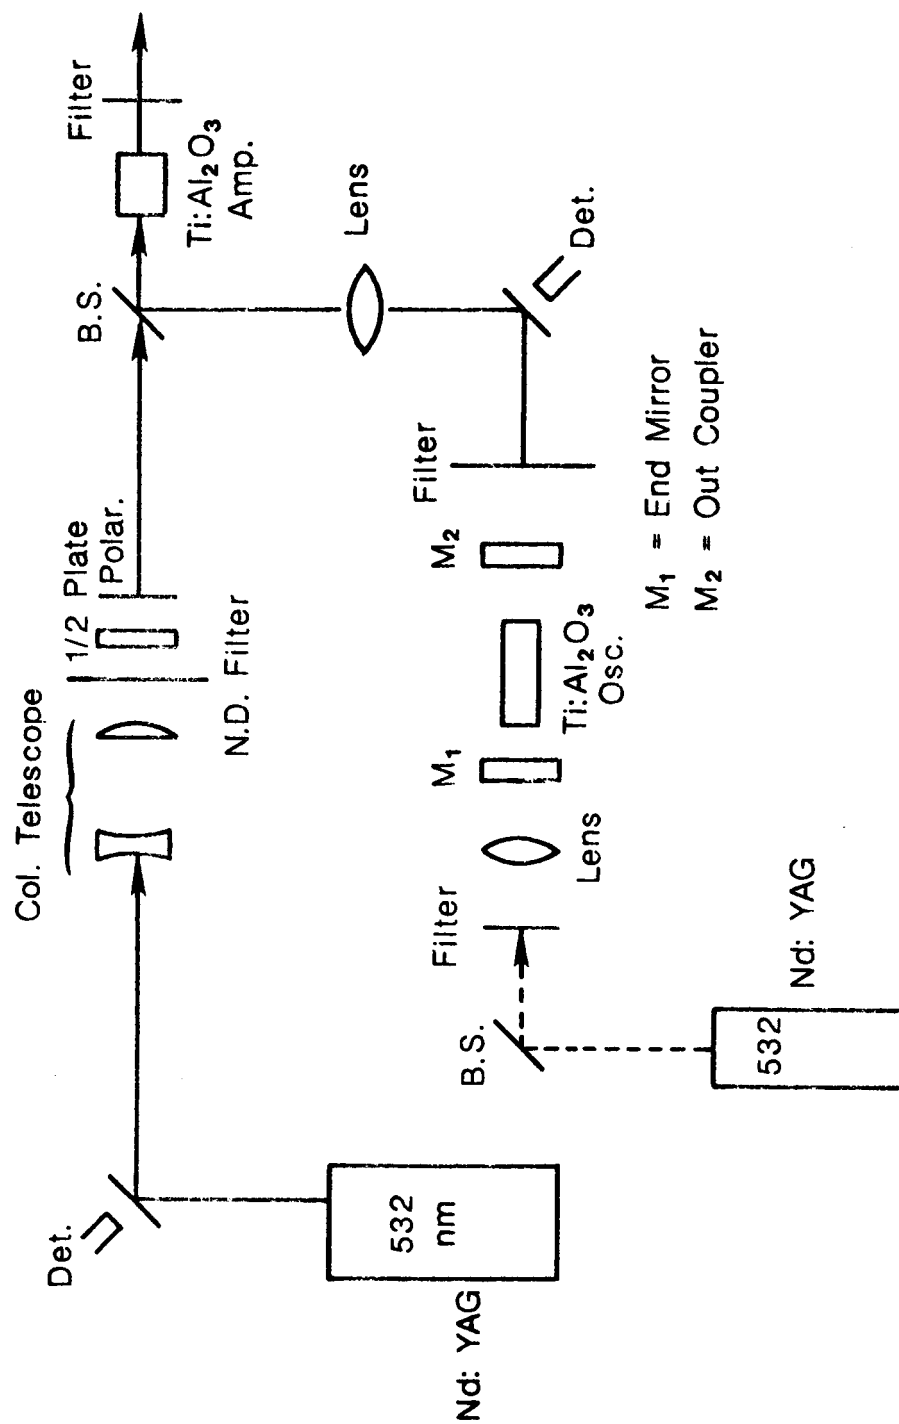 Col. Telescope
1/2 Plate
Polar.
N.D. Filter
B.S.
Filter
Ti:Al₂O₃
Amp.
Det.
532
nm
Nd: YAG
Lens
Det.
B.S.
Filter
Lens
M₁
Ti:Al₂O₃
Osc.
M₂
Filter
532
Nd: YAG
M₁ = End Mirror
M₂ = Out Coupler